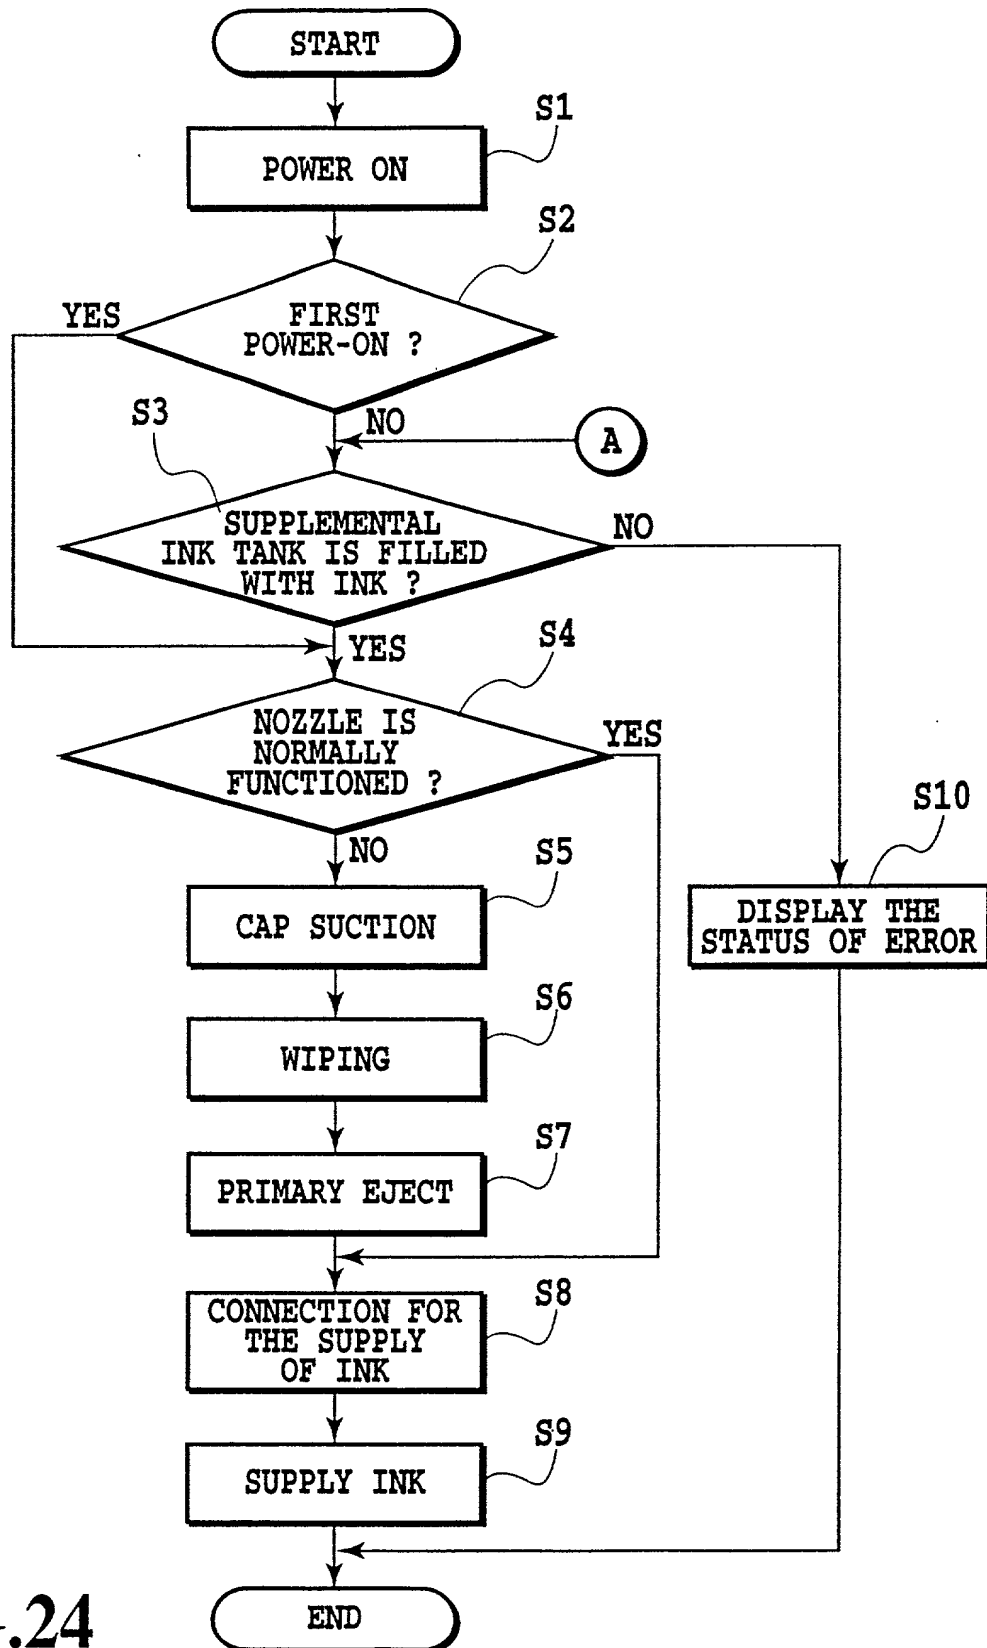 START
S1
POWER ON
S2
YES
FIRST
POWER-ON ?
S3
NO
A
SUPPLEMENTAL
INK TANK IS FILLED
WITH INK ?
NO
YES
S4
NOZZLE IS
NORMALLY
FUNCTIONED ?
YES
S10
NO
S5
CAP SUCTION
DISPLAY THE
STATUS OF ERROR
S6
WIPING
S7
PRIMARY EJECT
S8
CONNECTION FOR
THE SUPPLY
OF INK
S9
SUPPLY INK
END
.24